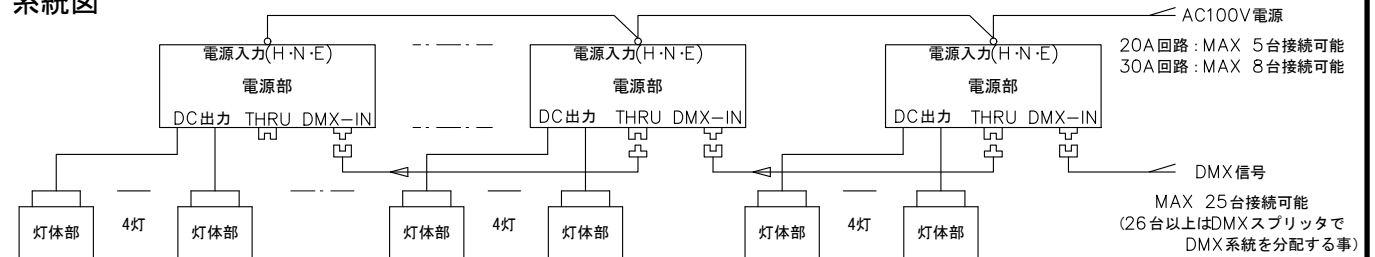 系統図
AC100V電源
20A回路:MAX 5台接続可能
30A回路:MAX 8台接続可能
電源入力(H・N・E)
電源部
DC出力 THRU DMX-IN
電源入力(H・N・E)
電源部
DC出力 THRU DMX-IN
電源入力(H・N・E)
電源部
DC出力 THRU DMX-IN
DMX信号
MAX 25台接続可能
(26台以上はDMXスプリッタで
DMX系統を分配する事)
灯体部 4灯 灯体部
灯体部 4灯 灯体部
灯体部 4灯 灯体部